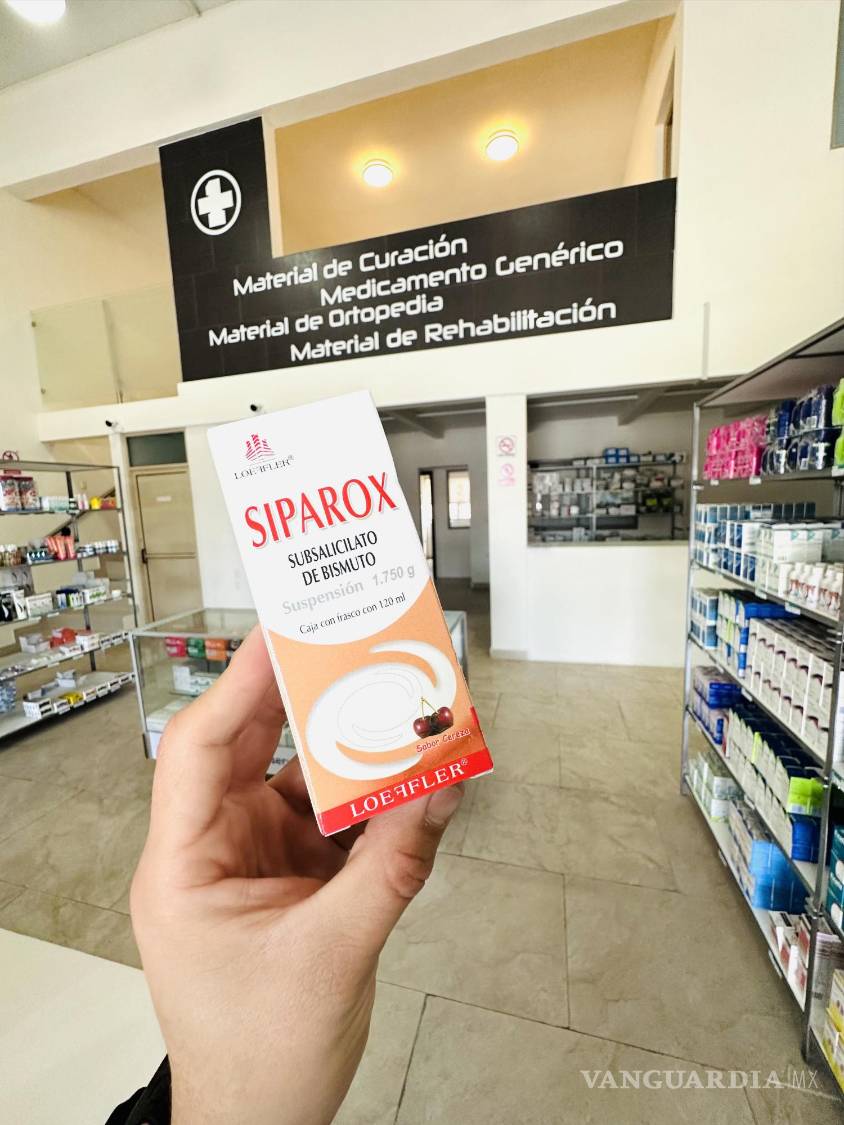 Material de Curación
Medicamento Genérico
Material de Ortopedia
Material de Rehabilitación
LOEFFLER®
SIPAROX
SUBSALICILATO
DE BISMUTO
Suspensión 1.750 g
Caja con frasco con 120 ml
Sabor Cereza
LOEFFLER®
VANGUARDIA MX